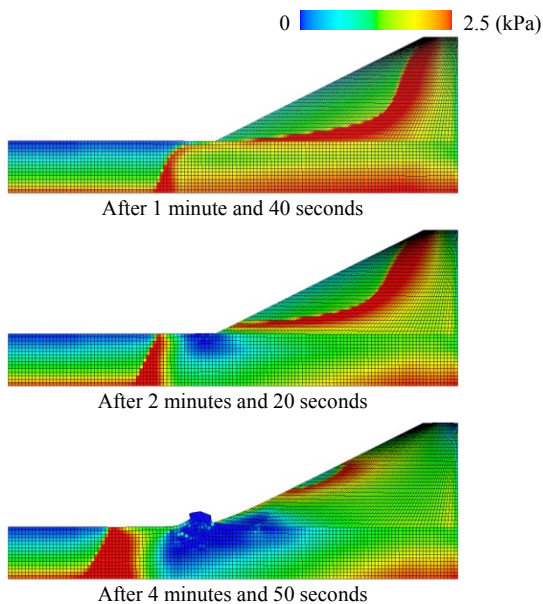 0 2.5 (kPa)
After 1 minute and 40 seconds
After 2 minutes and 20 seconds
After 4 minutes and 50 seconds